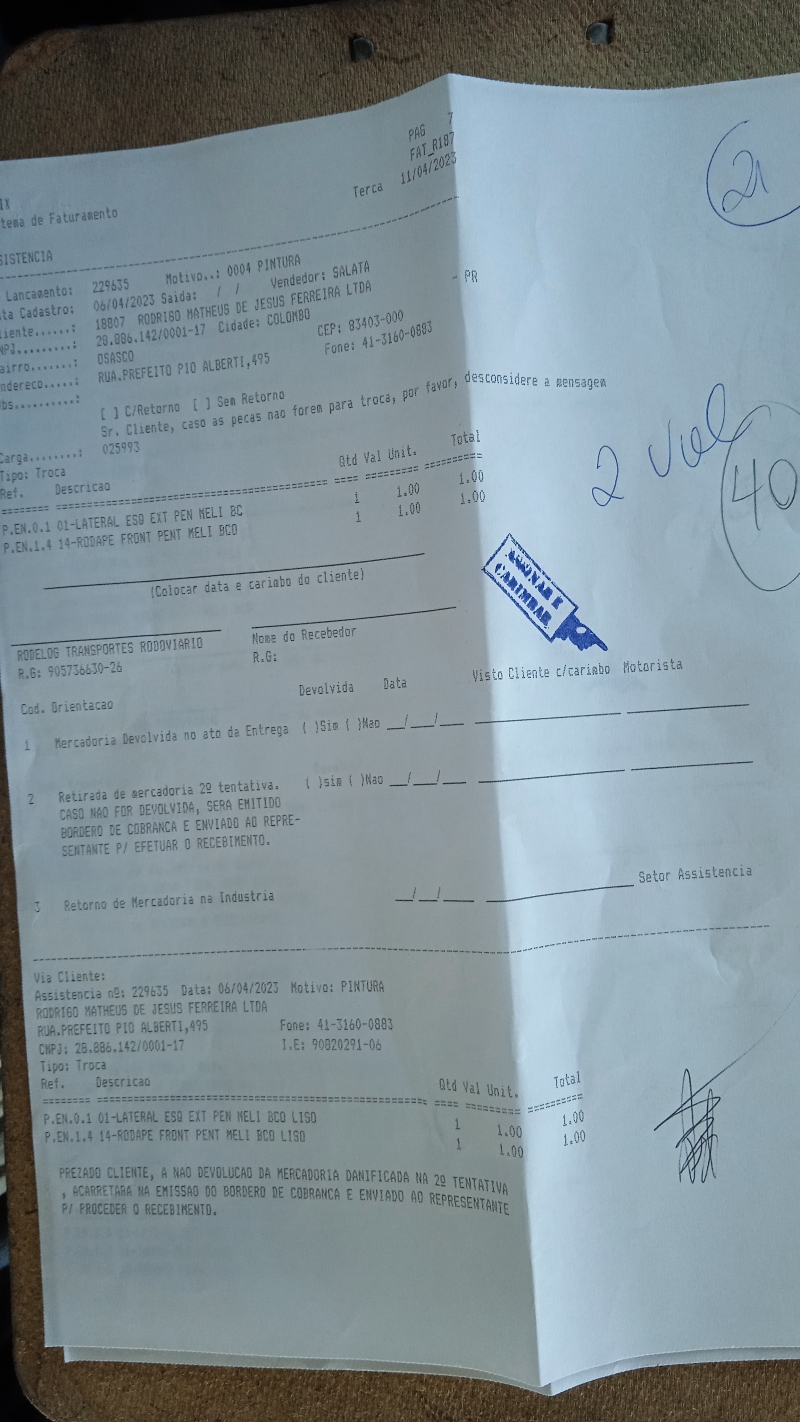 PAG 7
FAT_R187
Terca 11/04/2023
IX
tema de Faturamento
SISTENCIA
Lancamento: 229635 Motivo..: 0004 PINTURA
ta Cadastro: 06/04/2023 Saida: / / Vendedor: SALATA
iente......: 18807 RODRIGO MATHEUS DE JESUS FERREIRA LTDA - PR
NPJ.........: 28.886.142/0001-17 Cidade: COLOMBO
airro.......: OSASCO CEP: 83403-000
ndereco.....: RUA.PREFEITO PIO ALBERTI,495 Fone: 41-3160-0883
bs..........:
[ ] C/Retorno [ ] Sem Retorno
Sr. Cliente, caso as pecas nao forem para troca, por favor, desconsidere a mensagem
Carga.......: 025993
Tipo: Troca
Ref. Descricao Qtd Val Unit. Total
P.EN.0.1 01-LATERAL ESQ EXT PEN MELI BC 1 1.00 1.00
P.EN.1.4 14-RODAPE FRONT PENT MELI BCO 1 1.00 1.00
21
2 vol
40
ASSINAR E
CARIMBAR
(Colocar data e carimbo do cliente)
RODELOS TRANSPORTES RODOVIARIO Nome do Recebedor
R.G: 905736630-26 R.G:
Cod. Orientacao Devolvida Data Visto Cliente c/carimbo Motorista
1 Mercadoria Devolvida no ato da Entrega ( )Sim ( )Nao __/___/___
2 Retirada de mercadoria 2º tentativa. ( )sim ( )Nao __/___/___
CASO NAO FOR DEVOLVIDA, SERA EMITIDO
BORDERO DE COBRANCA E ENVIADO AO REPRE-
SENTANTE P/ EFETUAR O RECEBIMENTO.
3 Retorno de Mercadoria na Industria __/___/____ Setor Assistencia
Via Cliente:
Assistencia nº: 229635 Data: 06/04/2023 Motivo: PINTURA
RODRIGO MATHEUS DE JESUS FERREIRA LTDA
RUA.PREFEITO PIO ALBERTI,495 Fone: 41-3160-0883
CNPJ: 28.886.142/0001-17 I.E: 90820291-06
Tipo: Troca
Ref. Descricao Qtd Val Unit. Total
P.EN.0.1 01-LATERAL ESQ EXT PEN MELI BCO LISO 1 1.00 1.00
P.EN.1.4 14-RODAPE FRONT PENT MELI BCO LISO 1 1.00 1.00
PREZADO CLIENTE, A NAO DEVOLUCAO DA MERCADORIA DANIFICADA NA 2º TENTATIVA
, ACARRETARA NA EMISSAO DO BORDERO DE COBRANCA E ENVIADO AO REPRESENTANTE
P/ PROCEDER O RECEBIMENTO.